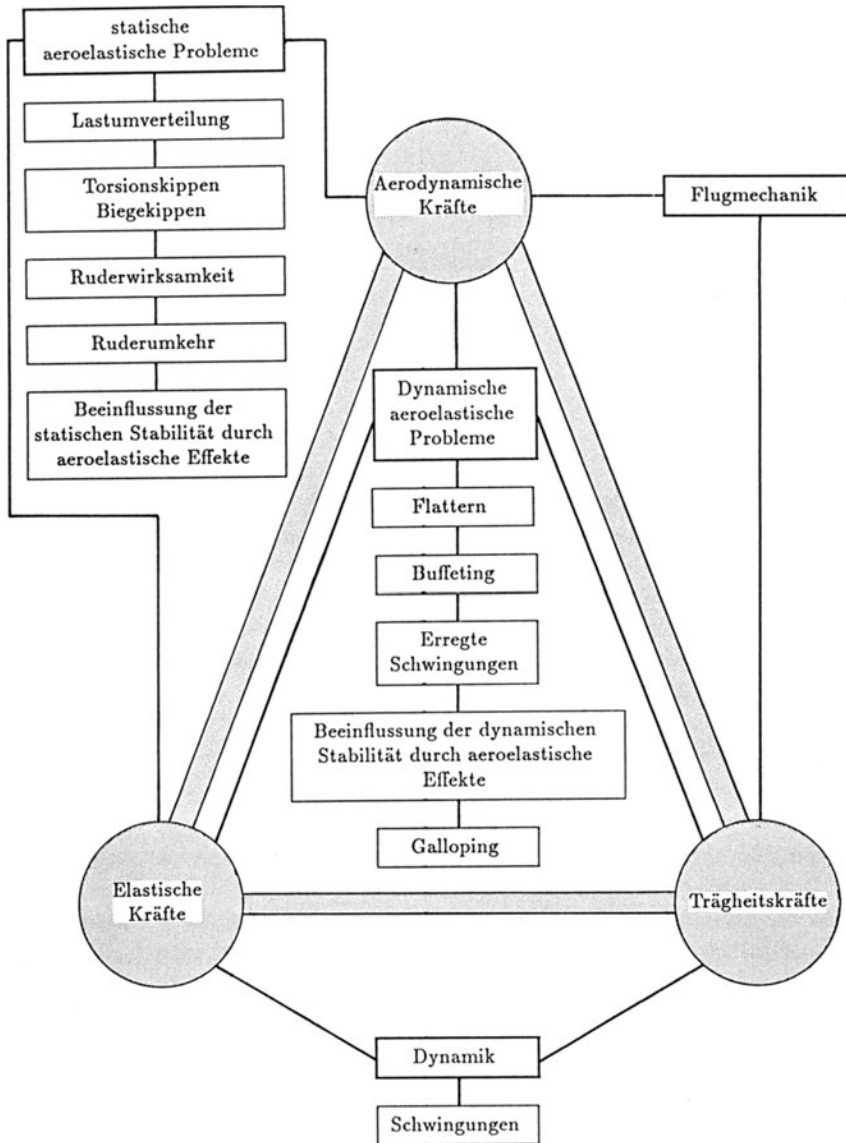 statische
aeroelastische Probleme
Lastumverteilung
Torsionskippen
Biegekippen
Ruderwirksamkeit
Ruderumkehr
Beeinflussung der
statischen Stabilität durch
aeroelastische Effekte
Aerodynamische
Kräfte
Flugmechanik
Dynamische
aeroelastische
Probleme
Flattern
Buffeting
Erregte
Schwingungen
Beeinflussung der dynamischen
Stabilität durch aeroelastische
Effekte
Galloping
Elastische
Kräfte
Trägheitskräfte
Dynamik
Schwingungen